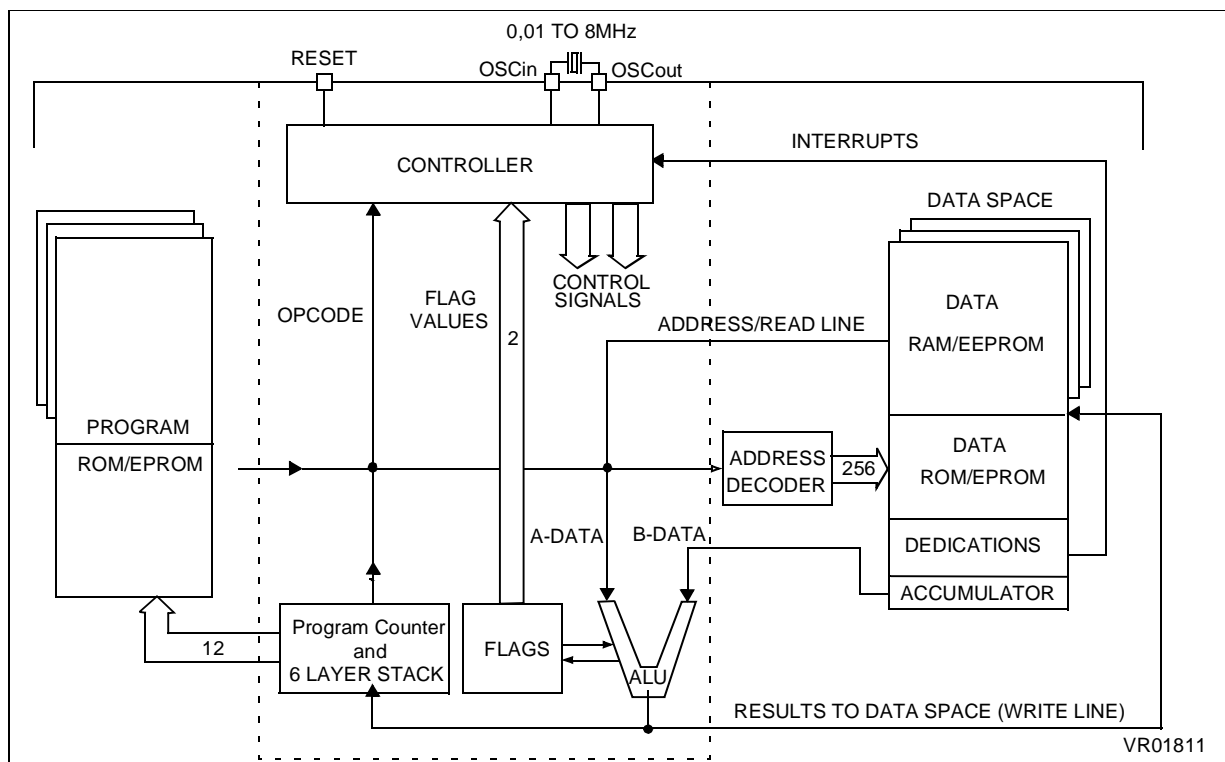 0,01 TO 8MHz
RESET
OSCin
OSCout
INTERRUPTS
CONTROLLER
DATA SPACE
CONTROL
SIGNALS
OPCODE
FLAG
VALUES
2
ADDRESS/READ LINE
DATA
RAM/EEPROM
PROGRAM
ROM/EPROM
ADDRESS
DECODER
256
DATA
ROM/EPROM
A-DATA
B-DATA
DEDICATIONS
ACCUMULATOR
12
Program Counter
and
6 LAYER STACK
FLAGS
ALU
RESULTS TO DATA SPACE (WRITE LINE)
VR01811